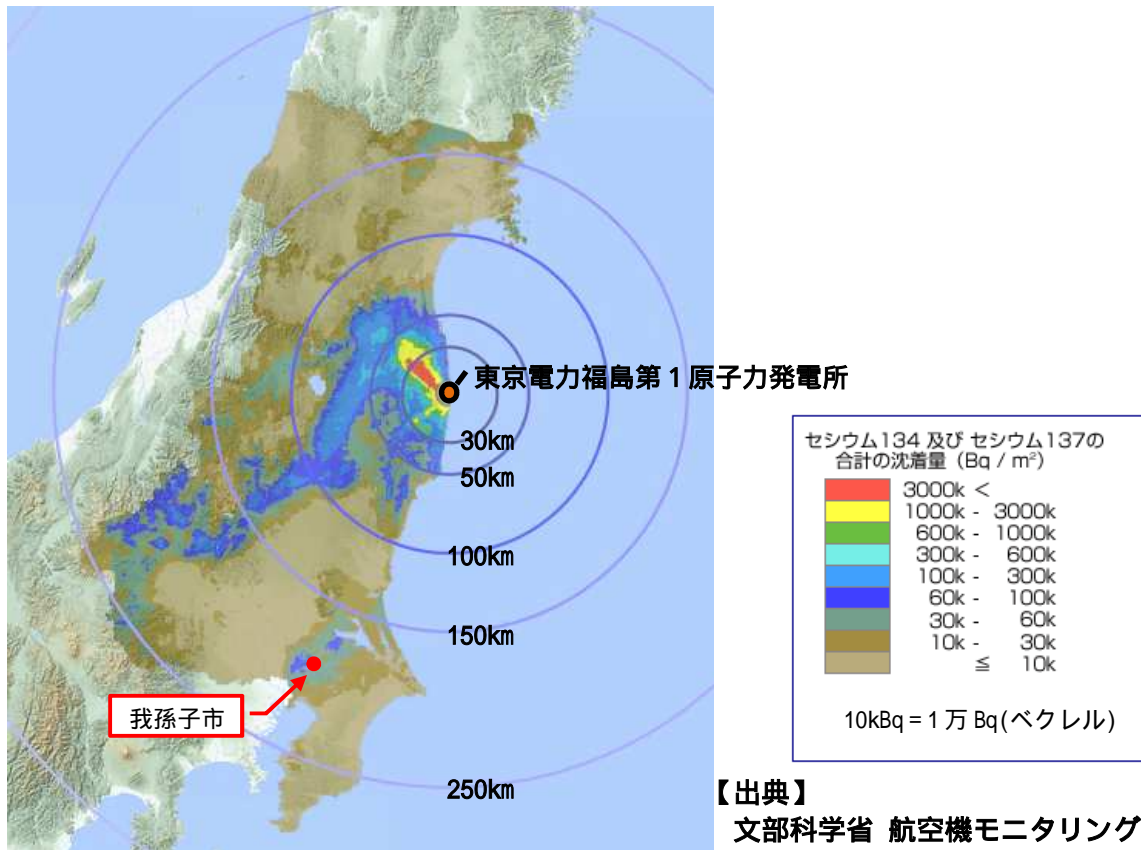 東京電力福島第1原子力発電所
30km
50km
100km
150km
250km
我孫子市
セシウム134 及び セシウム137の
合計の沈着量 (Bq / m²)
3000k <
1000k - 3000k
600k - 1000k
300k - 600k
100k - 300k
60k - 100k
30k - 60k
10k - 30k
≦ 10k
10kBq = 1 万 Bq(ベクレル)
【出典】
文部科学省 航空機モニタリング